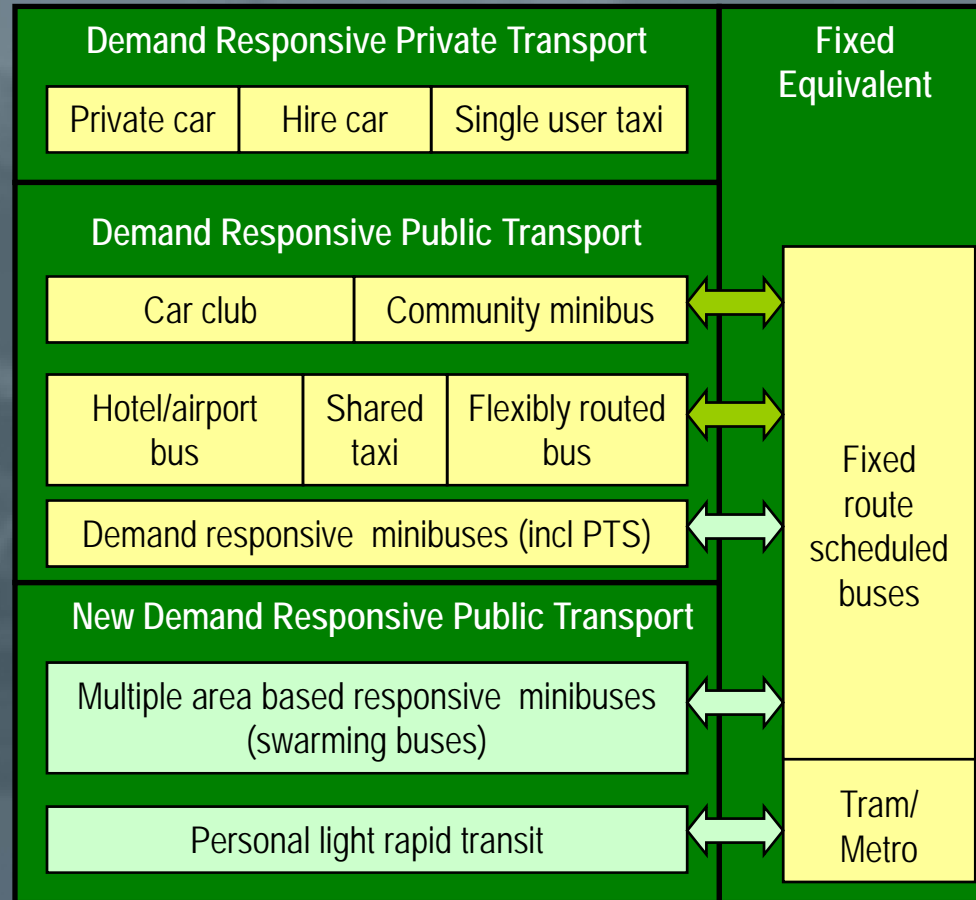 Demand Responsive Private Transport
Private car
Hire car
Single user taxi
Demand Responsive Public Transport
Car club
Community minibus
Hotel/airport
bus
Shared
taxi
Flexibly routed
bus
Demand responsive minibuses (incl PTS)
New Demand Responsive Public Transport
Multiple area based responsive minibuses
(swarming buses)
Personal light rapid transit
Fixed
Equivalent
Fixed
route
scheduled
buses
Tram/
Metro